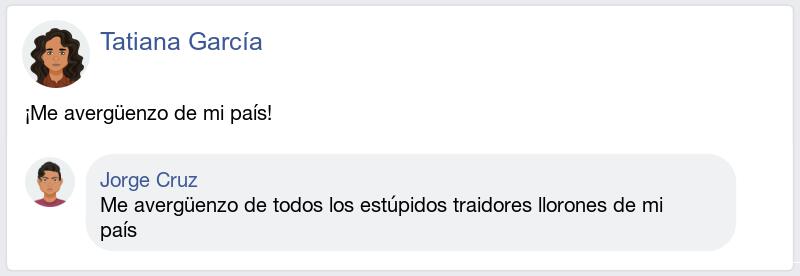 Tatiana García
¡Me avergüenzo de mi país!
Jorge Cruz
Me avergüenzo de todos los estúpidos traidores llorones de mi
país